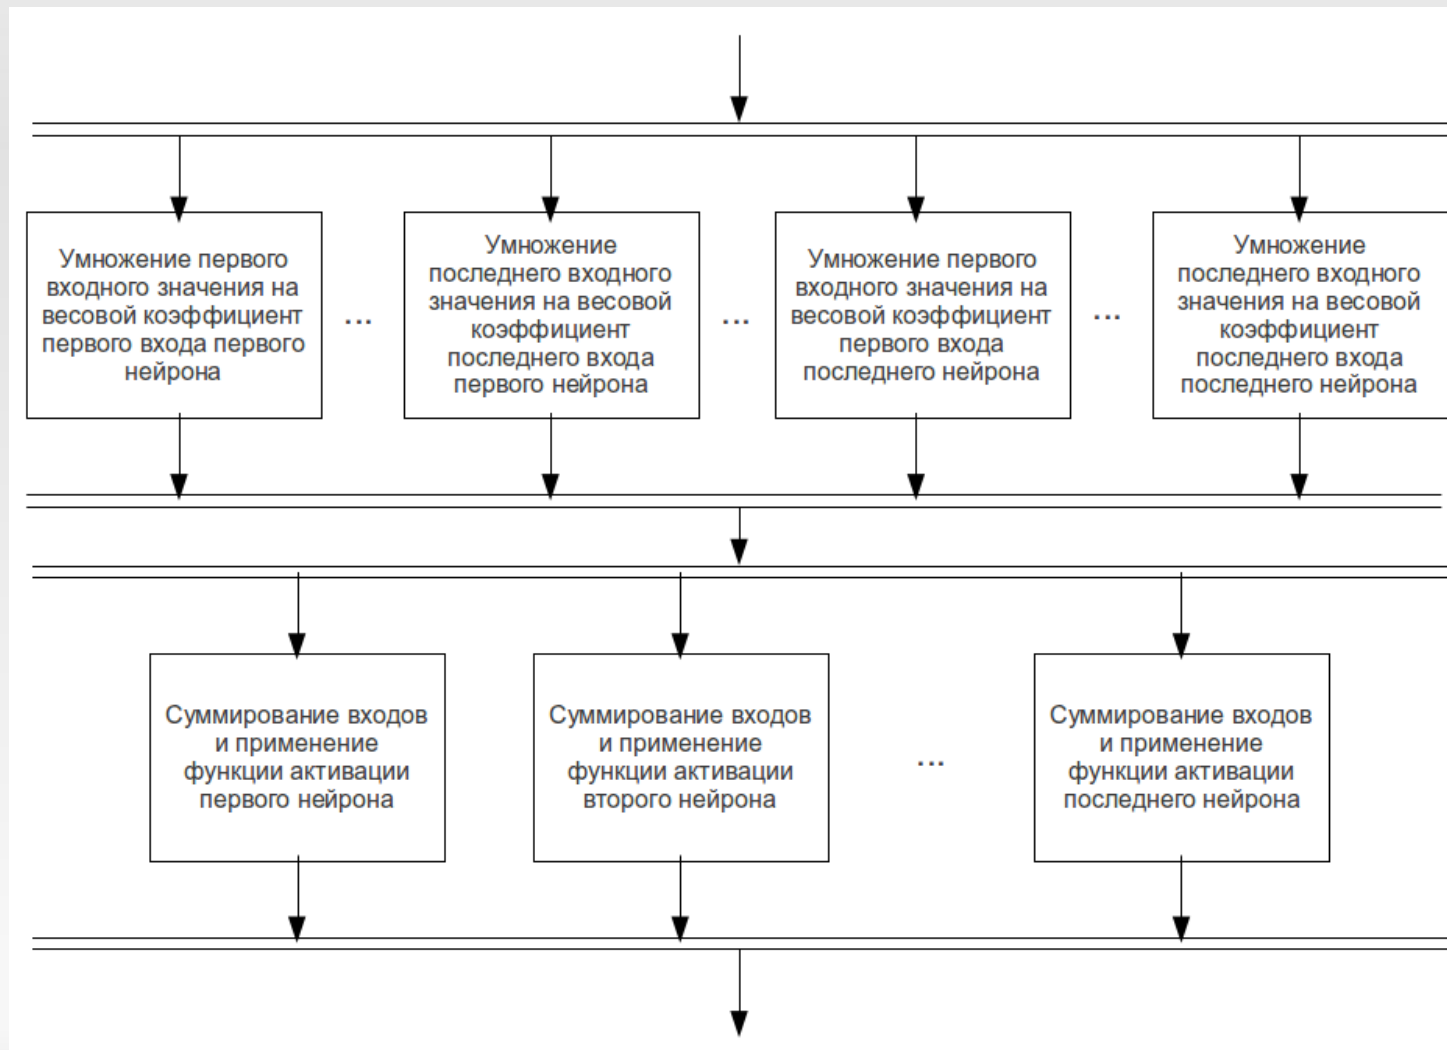 Умножение первого
входного значения на
весовой коэффициент
первого входа первого
нейрона
...
Умножение
последнего входного
значения на весовой
коэффициент
последнего входа
первого нейрона
...
Умножение первого
входного значения на
весовой коэффициент
первого входа
последнего нейрона
...
Умножение
последнего входного
значения на весовой
коэффициент
последнего входа
последнего нейрона
Суммирование входов
и применение
функции активации
первого нейрона
Суммирование входов
и применение
функции активации
второго нейрона
...
Суммирование входов
и применение
функции активации
последнего нейрона